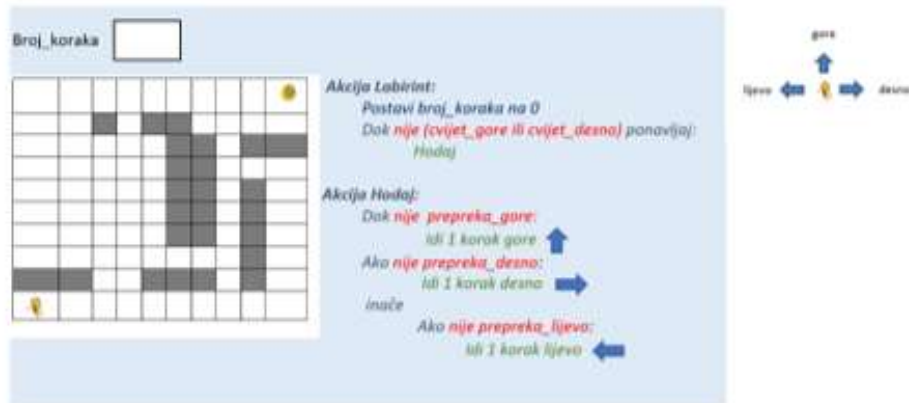 Broj_koraka
gore
lijevo
desno
Akcija Labirint:
Postavi broj_koraka na 0
Dok nije (cvijet_gore ili cvijet_desno) ponavljaj:
Hodaj
Akcija Hodaj:
Dok nije prepreka_gore:
Idi 1 korak gore
Ako nije prepreka_desno:
Idi 1 korak desno
inače
Ako nije prepreka_lijevo:
Idi 1 korak lijevo